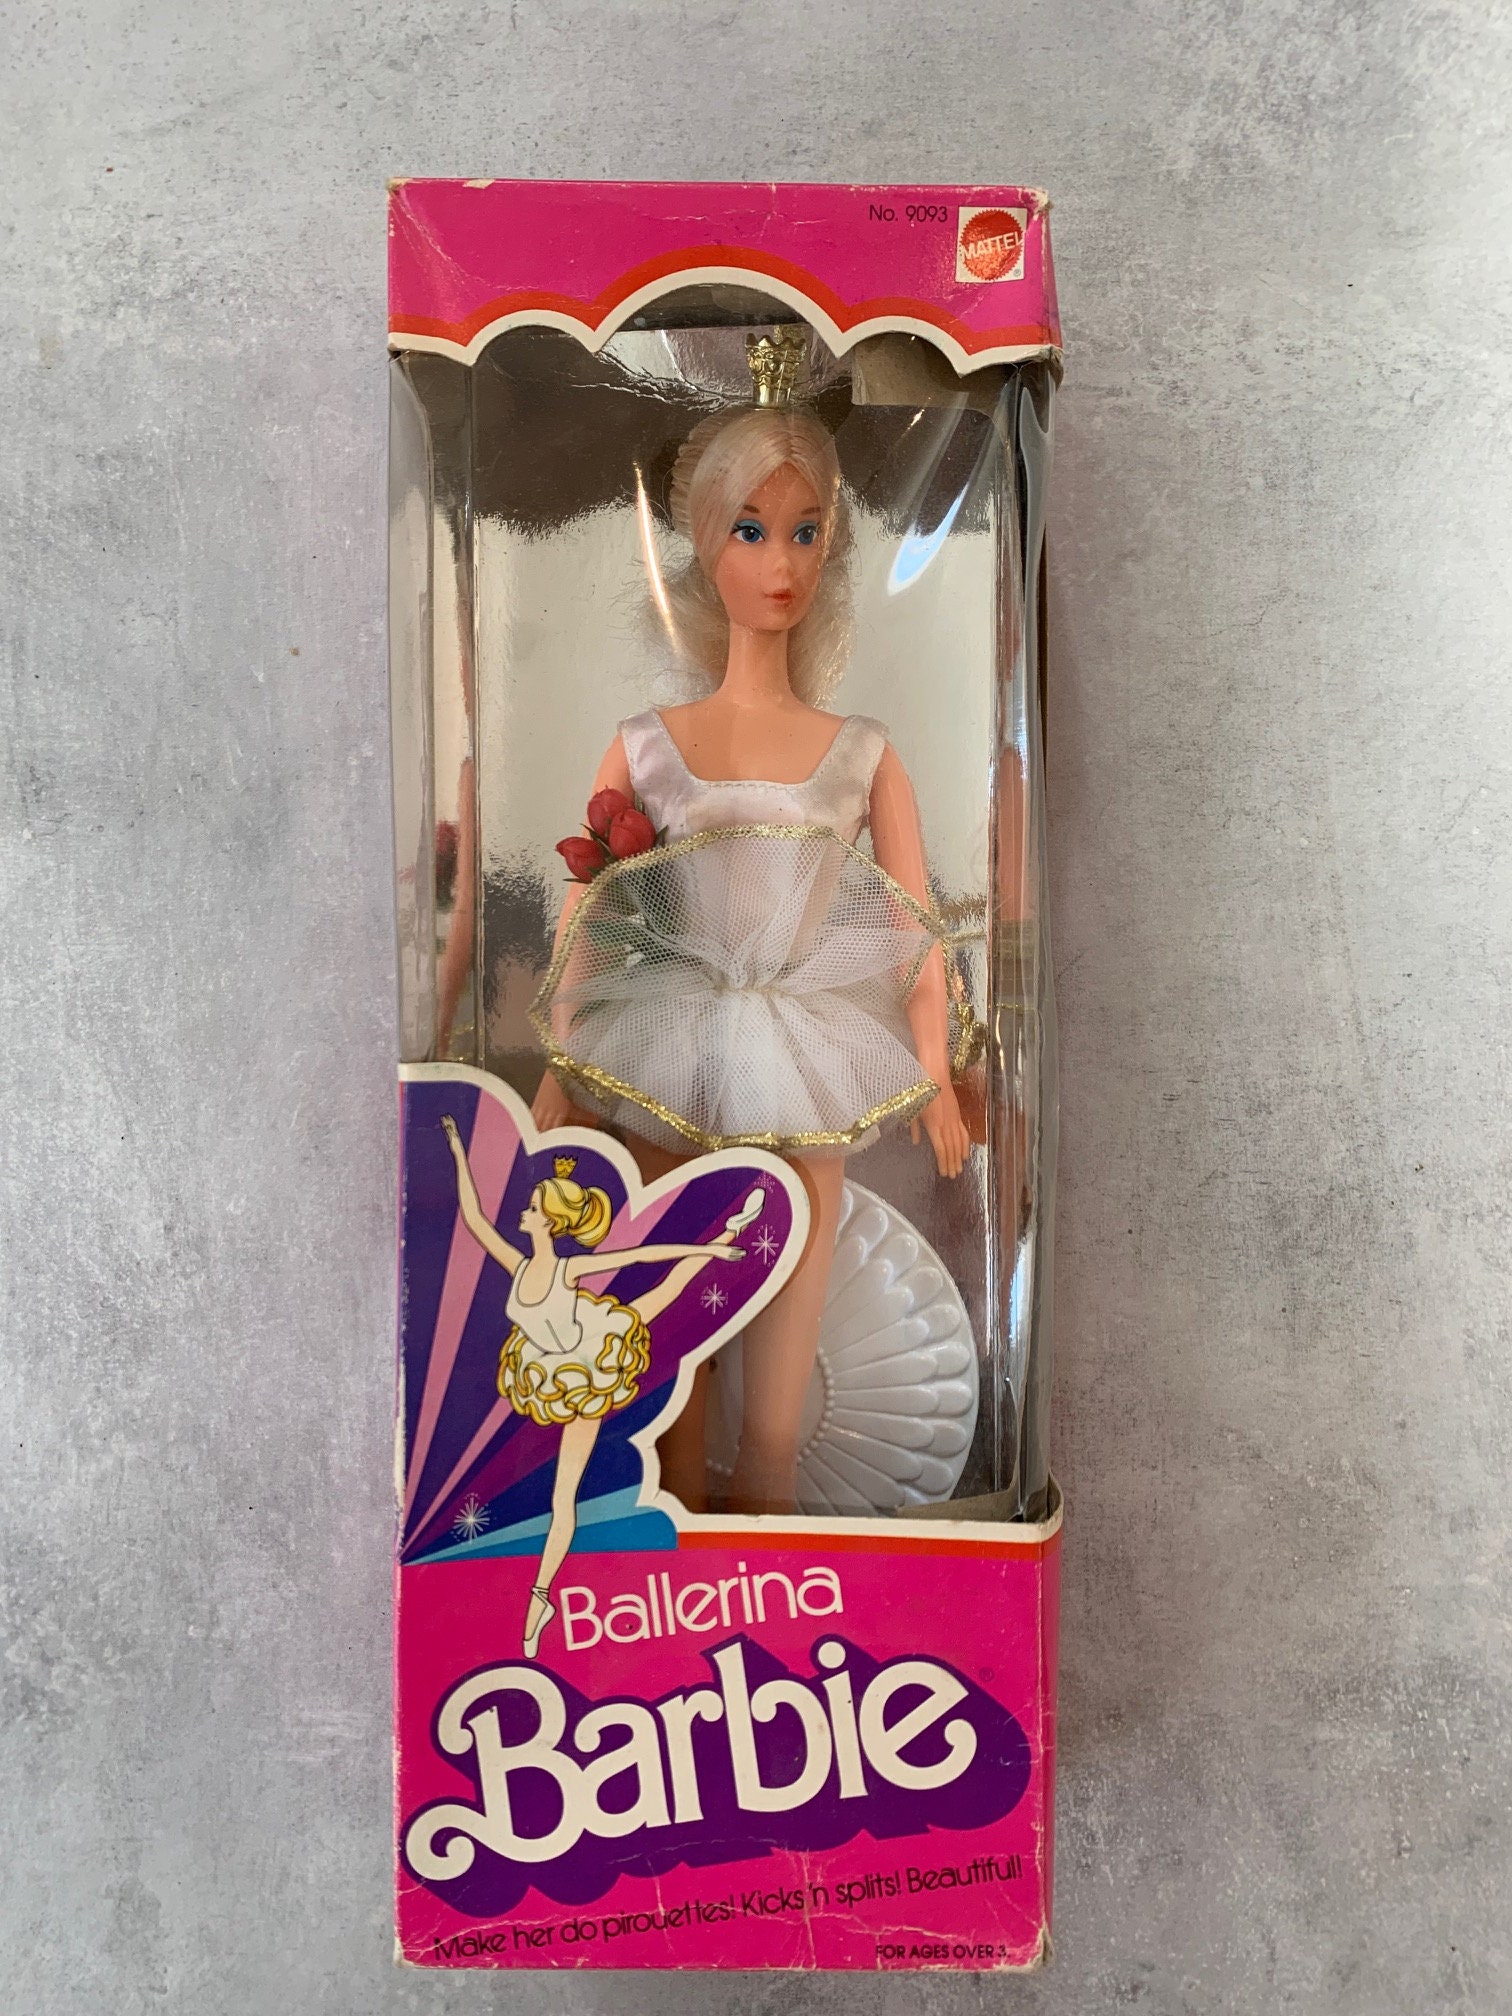 No. 9093
MATTEL
®
Ballerina
Barbie®
Make her do pirouettes! Kicks 'n splits! Beautiful!
FOR AGES OVER 3.